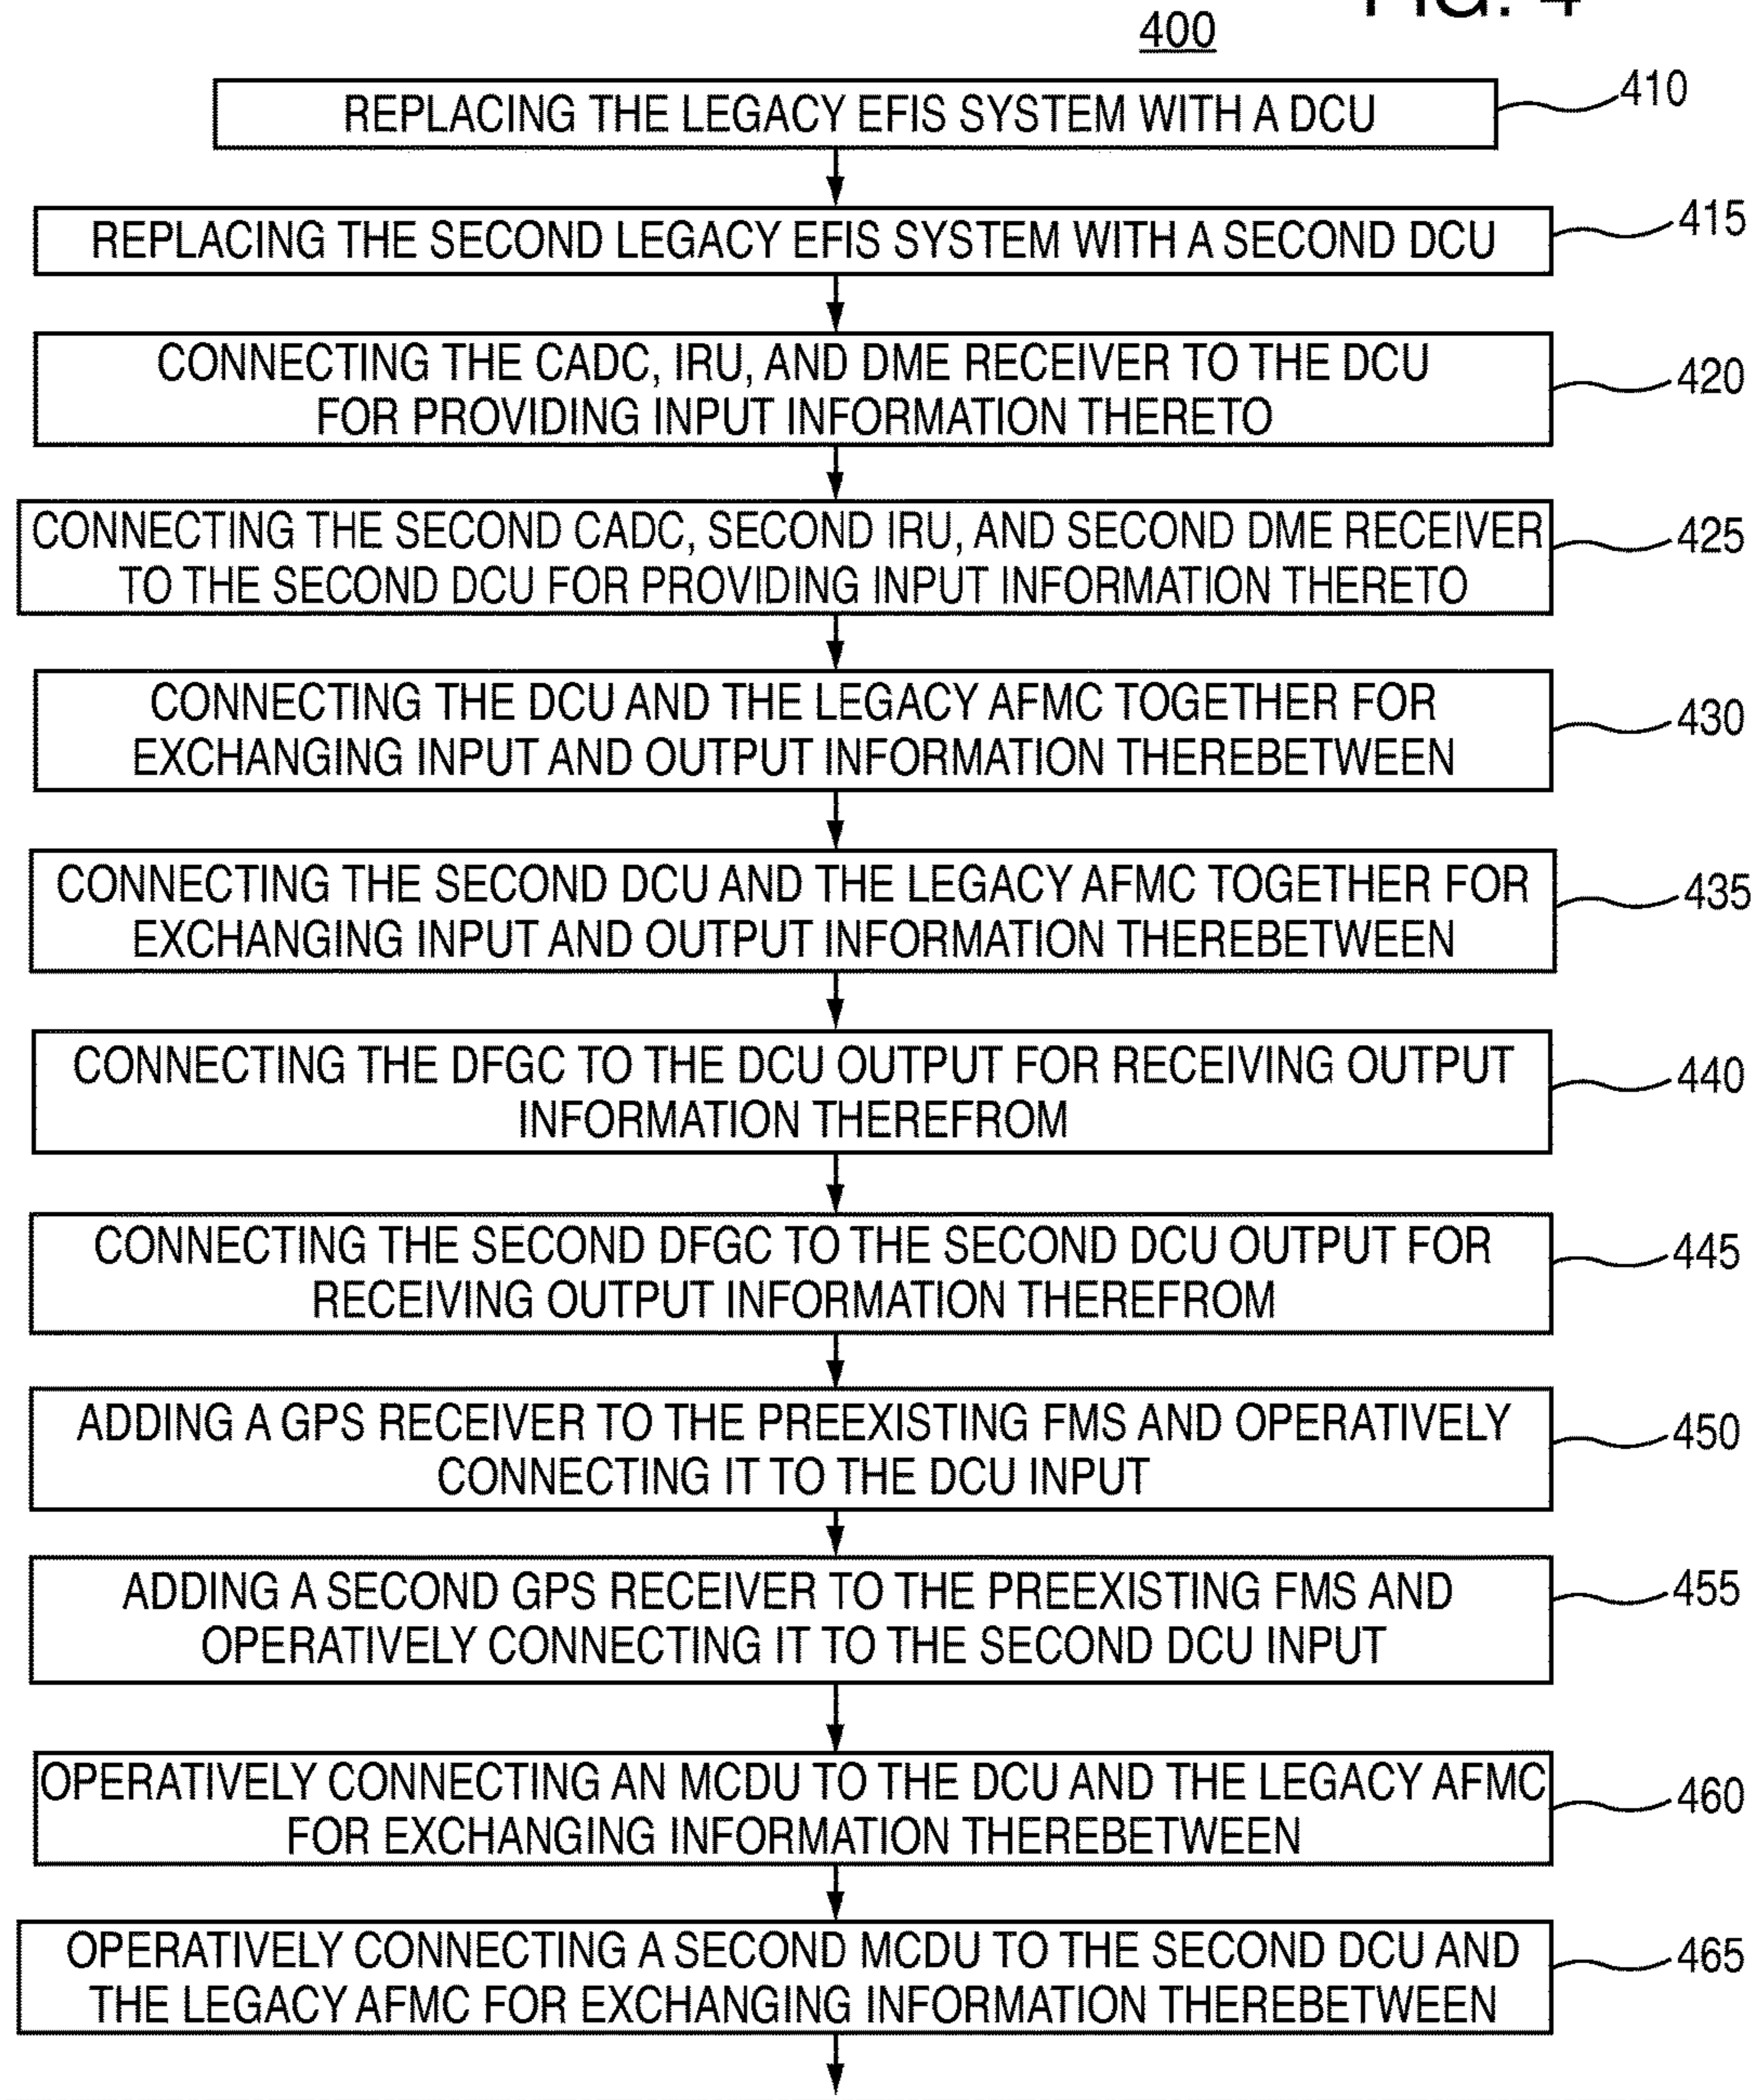 FIG. 4
400
REPLACING THE LEGACY EFIS SYSTEM WITH A DCU
410
REPLACING THE SECOND LEGACY EFIS SYSTEM WITH A SECOND DCU
415
CONNECTING THE CADC, IRU, AND DME RECEIVER TO THE DCU
FOR PROVIDING INPUT INFORMATION THERETO
420
CONNECTING THE SECOND CADC, SECOND IRU, AND SECOND DME RECEIVER
TO THE SECOND DCU FOR PROVIDING INPUT INFORMATION THERETO
425
CONNECTING THE DCU AND THE LEGACY AFMC TOGETHER FOR
EXCHANGING INPUT AND OUTPUT INFORMATION THEREBETWEEN
430
CONNECTING THE SECOND DCU AND THE LEGACY AFMC TOGETHER FOR
EXCHANGING INPUT AND OUTPUT INFORMATION THEREBETWEEN
435
CONNECTING THE DFGC TO THE DCU OUTPUT FOR RECEIVING OUTPUT
INFORMATION THEREFROM
440
CONNECTING THE SECOND DFGC TO THE SECOND DCU OUTPUT FOR
RECEIVING OUTPUT INFORMATION THEREFROM
445
ADDING A GPS RECEIVER TO THE PREEXISTING FMS AND OPERATIVELY
CONNECTING IT TO THE DCU INPUT
450
ADDING A SECOND GPS RECEIVER TO THE PREEXISTING FMS AND
OPERATIVELY CONNECTING IT TO THE SECOND DCU INPUT
455
OPERATIVELY CONNECTING AN MCDU TO THE DCU AND THE LEGACY AFMC
FOR EXCHANGING INFORMATION THEREBETWEEN
460
OPERATIVELY CONNECTING A SECOND MCDU TO THE SECOND DCU AND
THE LEGACY AFMC FOR EXCHANGING INFORMATION THEREBETWEEN
465